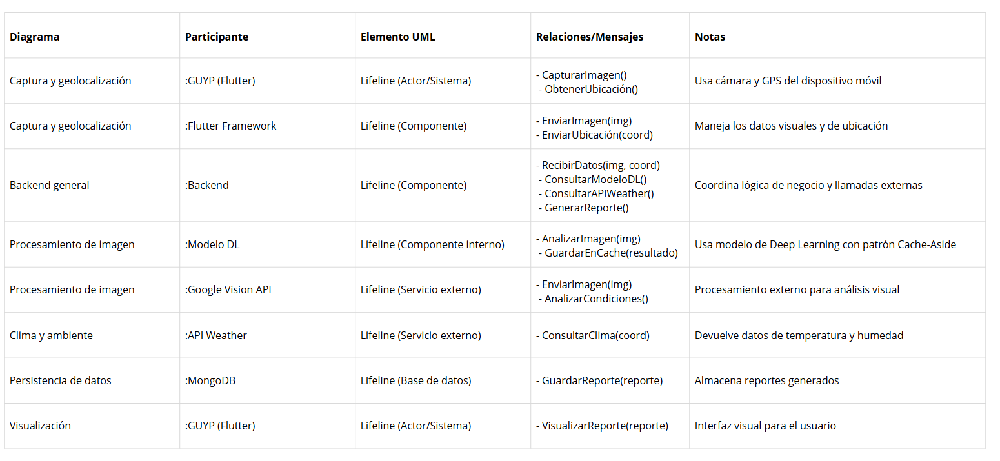 Diagrama Participante Elemento UML Relaciones/Mensajes Notas
Captura y geolocalización :GUYP (Flutter) Lifeline (Actor/Sistema) - CapturarImagen()
- ObtenerUbicación() Usa cámara y GPS del dispositivo móvil
Captura y geolocalización :Flutter Framework Lifeline (Componente) - EnviarImagen(img)
- EnviarUbicación(coord) Maneja los datos visuales y de ubicación
Backend general :Backend Lifeline (Componente) - RecibirDatos(img, coord)
- ConsultarModeloDL()
- ConsultarAPIWeather()
- GenerarReporte() Coordina lógica de negocio y llamadas externas
Procesamiento de imagen :Modelo DL Lifeline (Componente interno) - AnalizarImagen(img)
- GuardarEnCache(resultado) Usa modelo de Deep Learning con patrón Cache-Aside
Procesamiento de imagen :Google Vision API Lifeline (Servicio externo) - EnviarImagen(img)
- AnalizarCondiciones() Procesamiento externo para análisis visual
Clima y ambiente :API Weather Lifeline (Servicio externo) - ConsultarClima(coord) Devuelve datos de temperatura y humedad
Persistencia de datos :MongoDB Lifeline (Base de datos) - GuardarReporte(reporte) Almacena reportes generados
Visualización :GUYP (Flutter) Lifeline (Actor/Sistema) - VisualizarReporte(reporte) Interfaz visual para el usuario